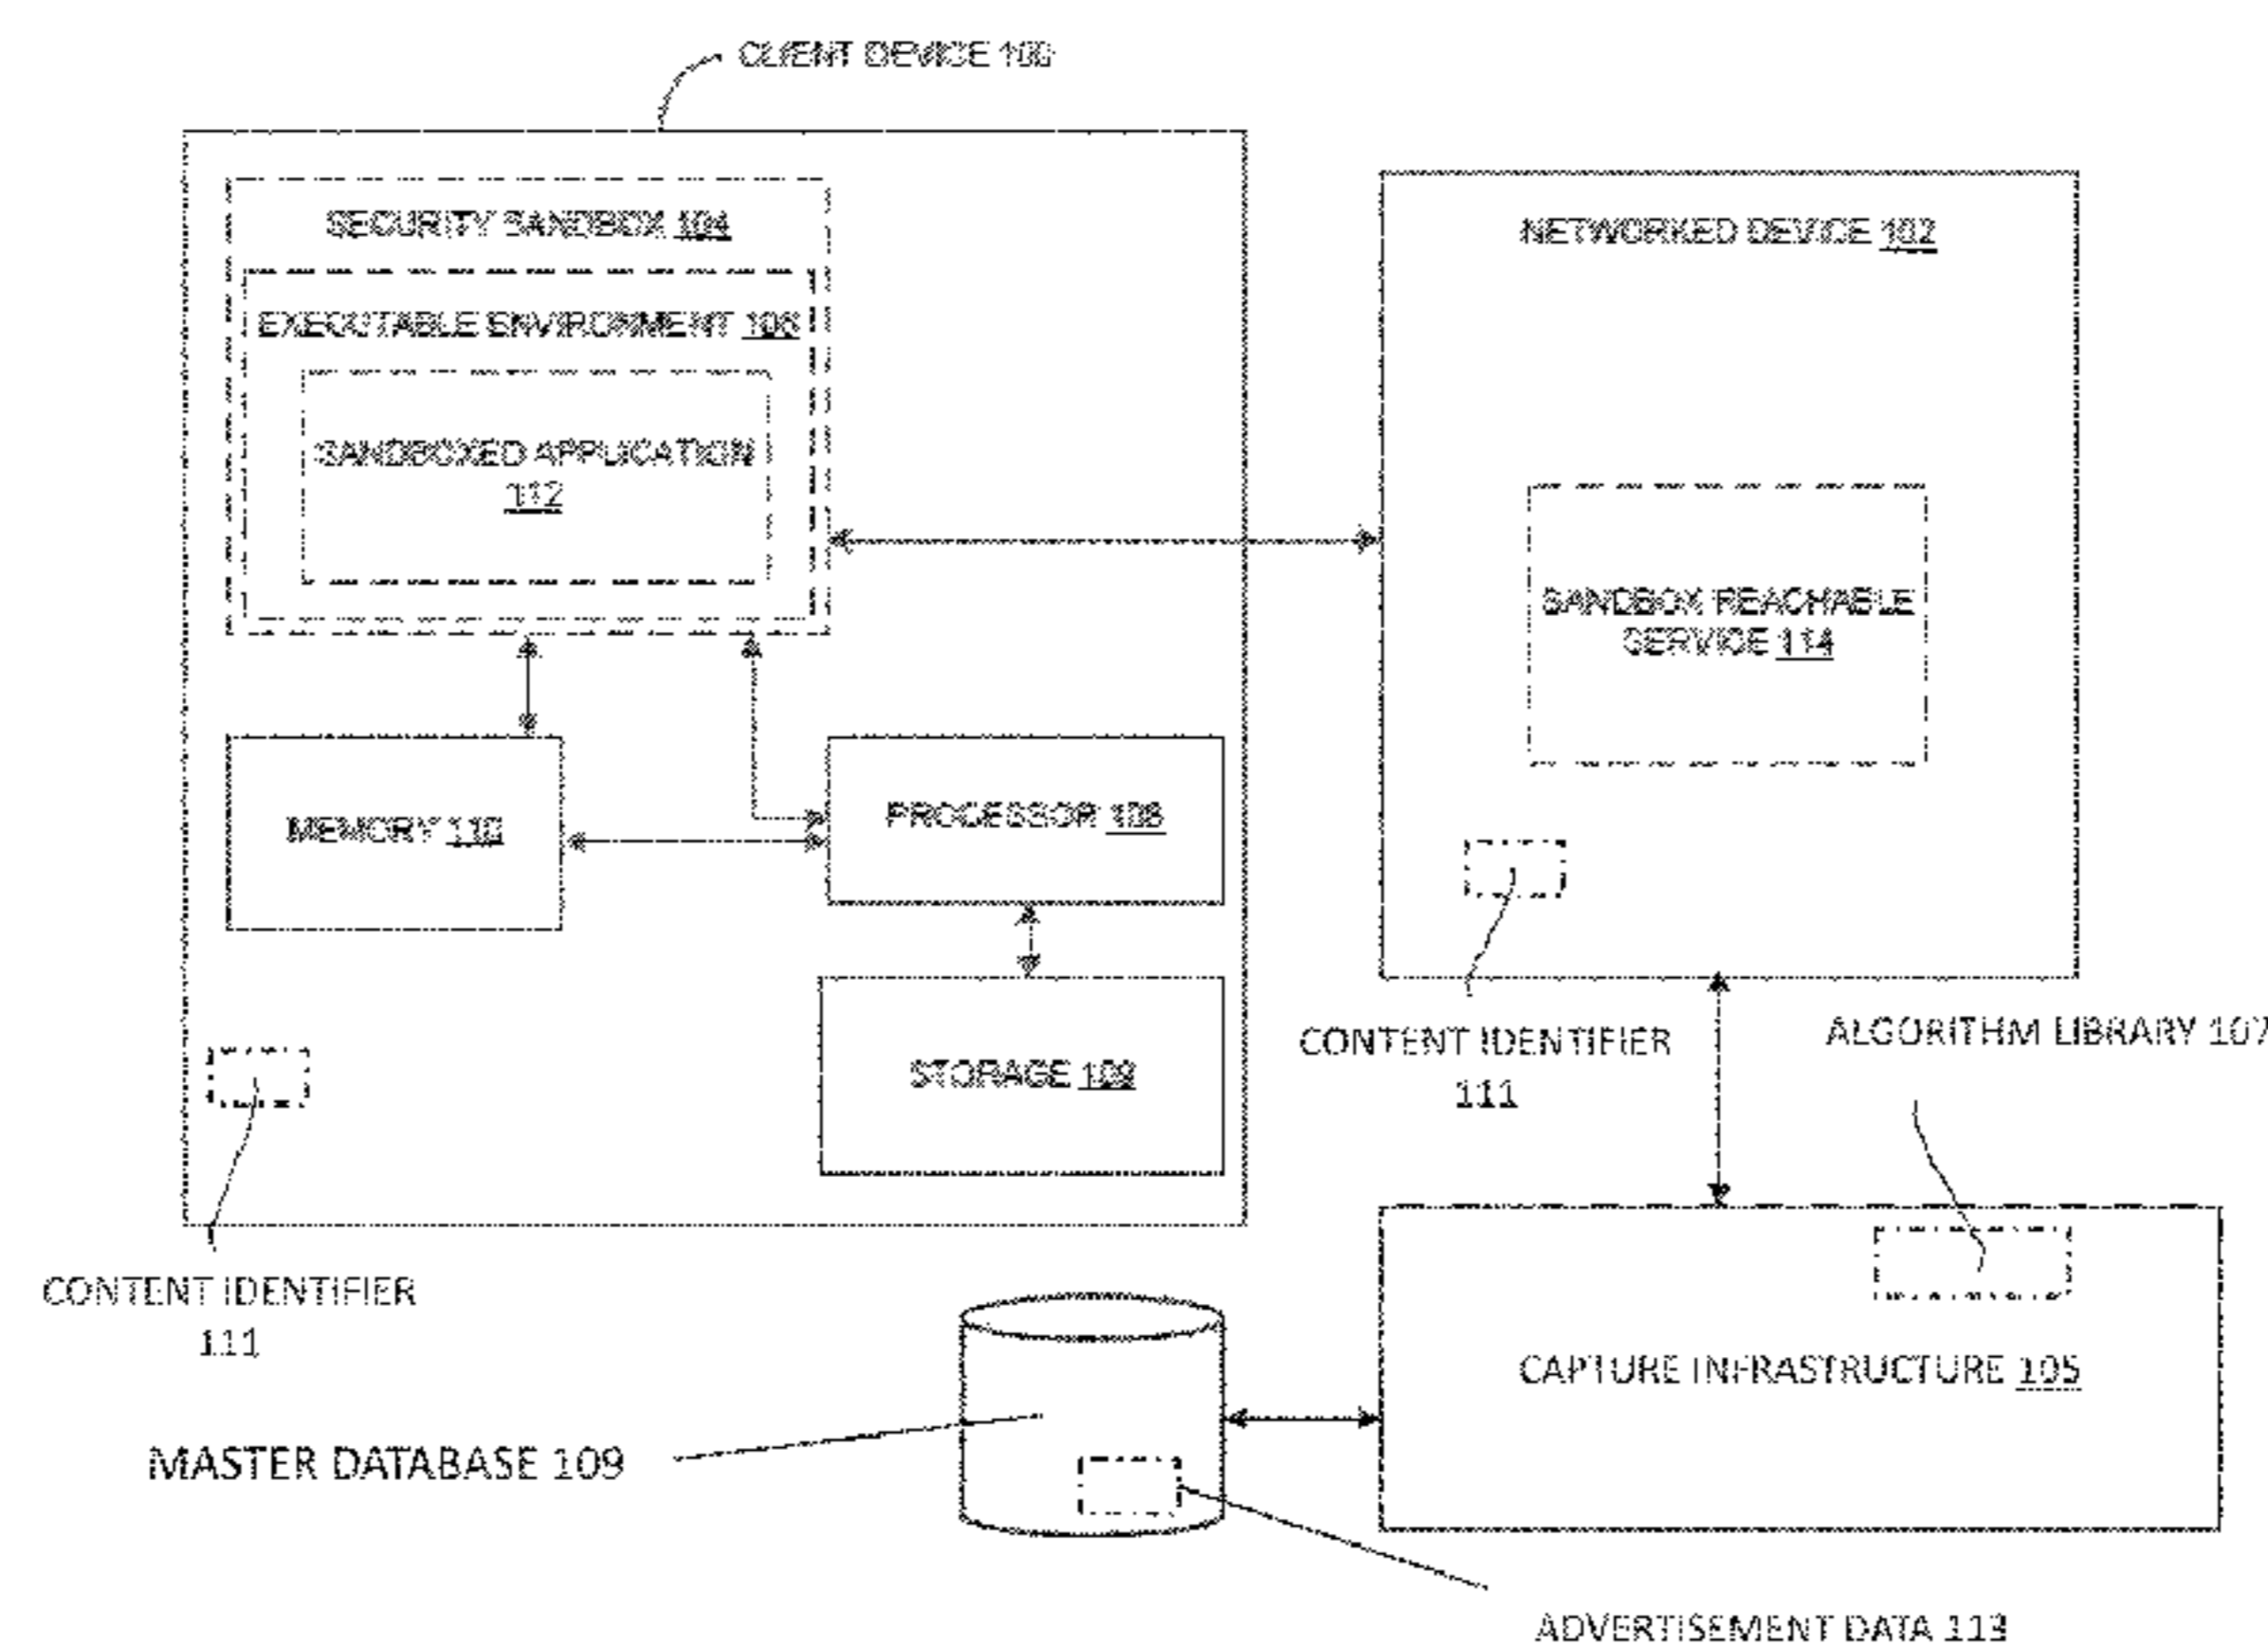 CLIENT DEVICE 100
SECURITY SANDBOX 104
EXECUTABLE ENVIRONMENT 106
SANDBOXED APPLICATION
112
MEMORY 110
PROCESSOR 108
STORAGE 109
CONTENT IDENTIFIER
111
NETWORKED DEVICE 102
SANDBOX REACHABLE
SERVICE 114
CONTENT IDENTIFIER
111
ALGORITHM LIBRARY 107
CAPTURE INFRASTRUCTURE 105
MASTER DATABASE 109
ADVERTISEMENT DATA 113